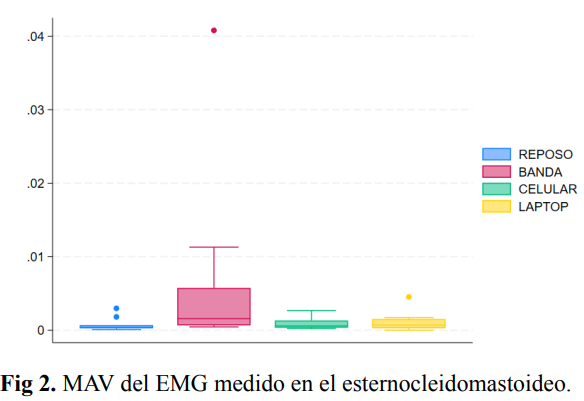 .04
.03
.02
.01
0
REPOSO
BANDA
CELULAR
LAPTOP
Fig 2. MAV del EMG medido en el esternocleidomastoideo.